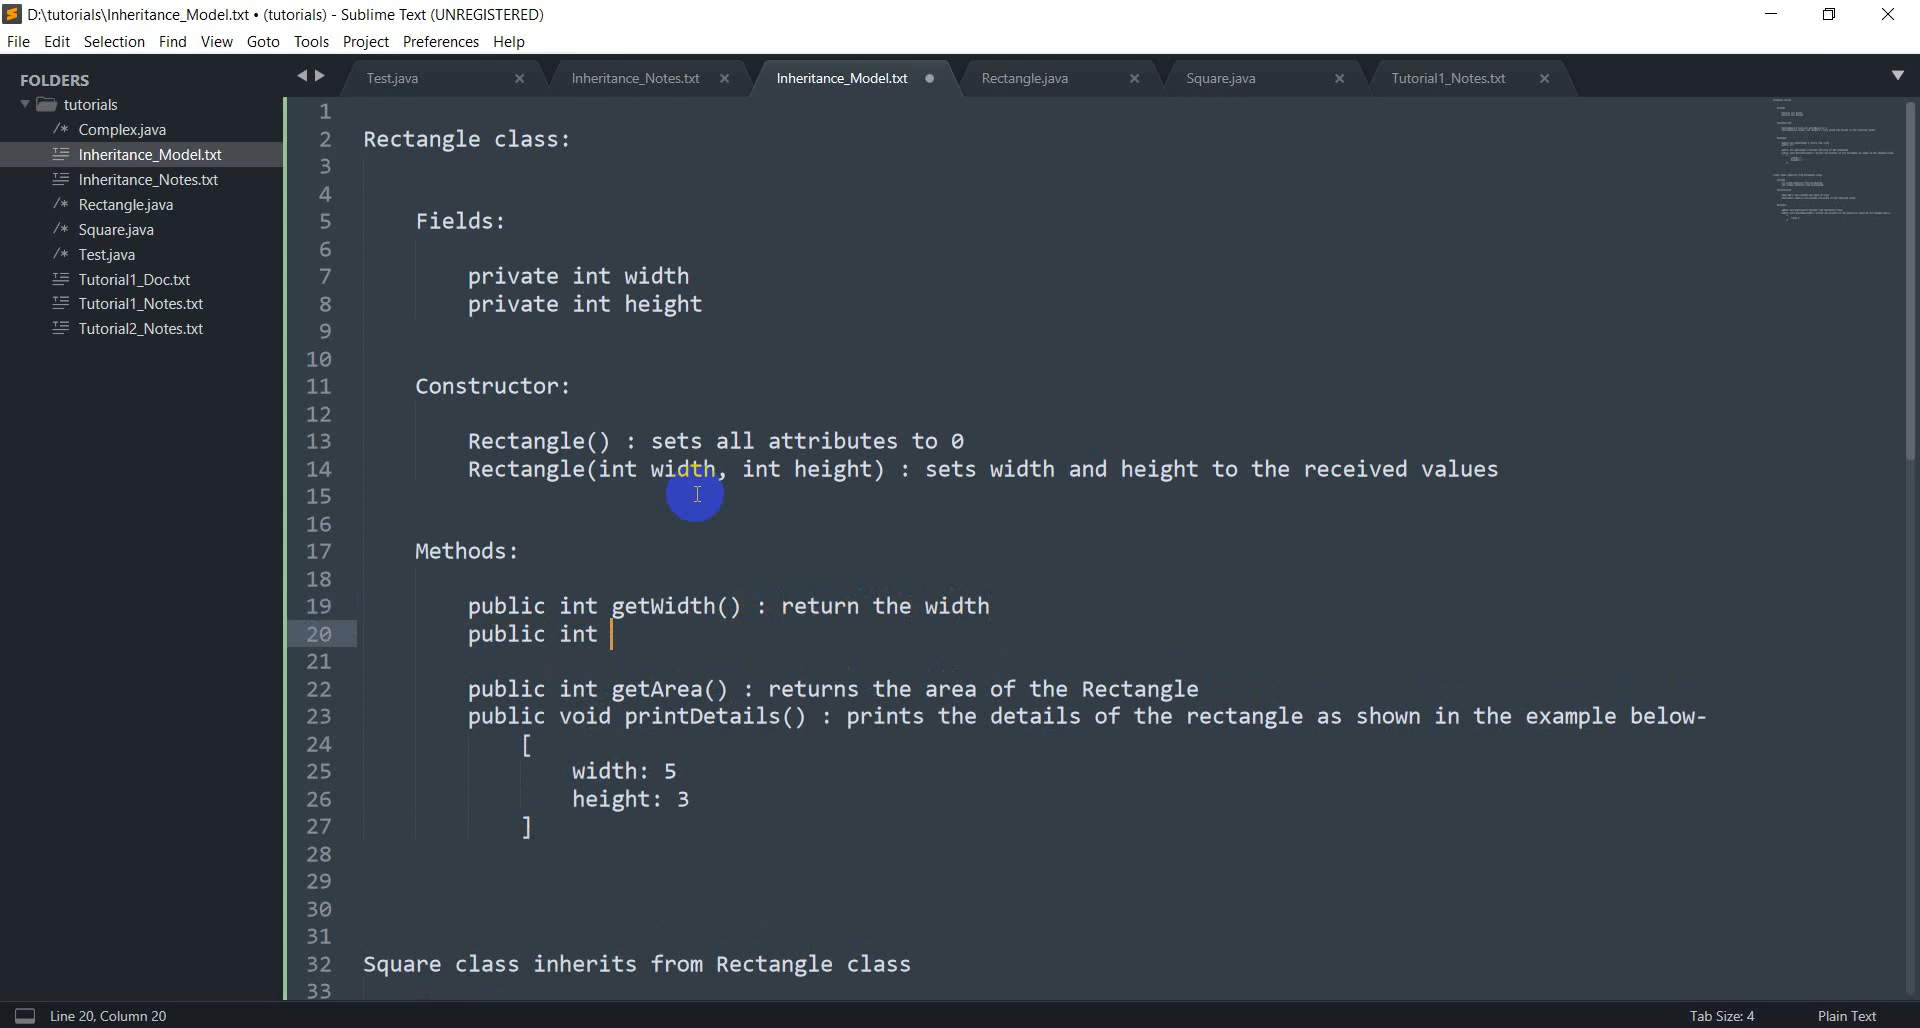 D:\tutorials\Inheritance_Model.txt • (tutorials) - Sublime Text (UNREGISTERED)
File Edit Selection Find View Goto Tools Project Preferences Help
FOLDERS
tutorials
/* Complex.java
Inheritance_Model.txt
Inheritance_Notes.txt
/* Rectangle.java
/* Square.java
/* Test.java
Tutorial1_Doc.txt
Tutorial1_Notes.txt
Tutorial2_Notes.txt
Test.java Inheritance_Notes.txt Inheritance_Model.txt Rectangle.java Square.java Tutorial1_Notes.txt
1
2 Rectangle class:
3
4
5 Fields:
6
7 private int width
8 private int height
9
10
11 Constructor:
12
13 Rectangle() : sets all attributes to 0
14 Rectangle(int width, int height) : sets width and height to the received values
15
16
17 Methods:
18
19 public int getWidth() : return the width
20 public int
21
22 public int getArea() : returns the area of the Rectangle
23 public void printDetails() : prints the details of the rectangle as shown in the example below-
24 [
25 width: 5
26 height: 3
27 ]
28
29
30
31
32 Square class inherits from Rectangle class
33
Line 20, Column 20
Tab Size: 4
Plain Text